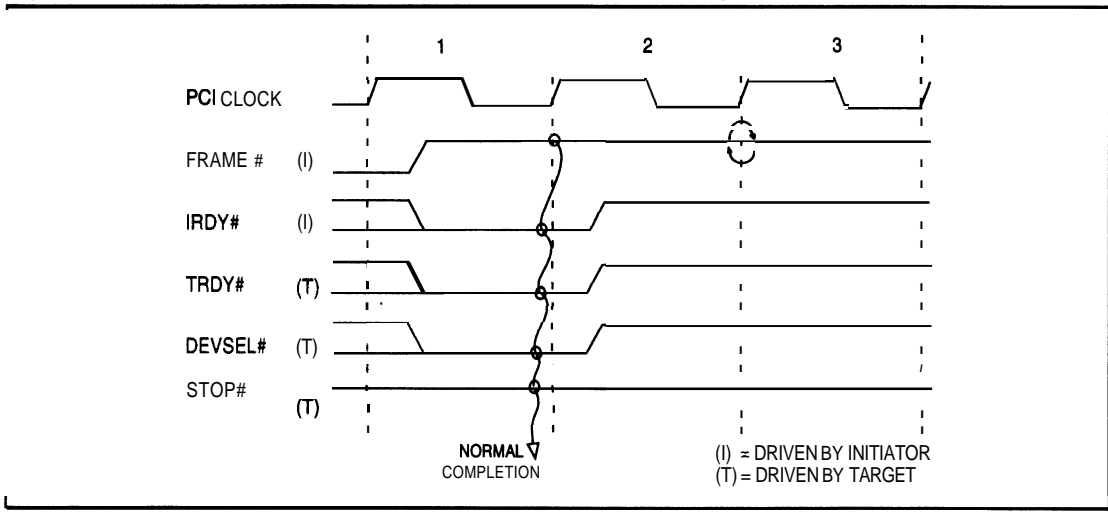 1 2 3
PCI CLOCK
FRAME # (I)
IRDY# (I)
TRDY# (T)
DEVSEL# (T)
STOP#
(T)
NORMAL
COMPLETION
(I) = DRIVEN BY INITIATOR
(T) = DRIVEN BY TARGET